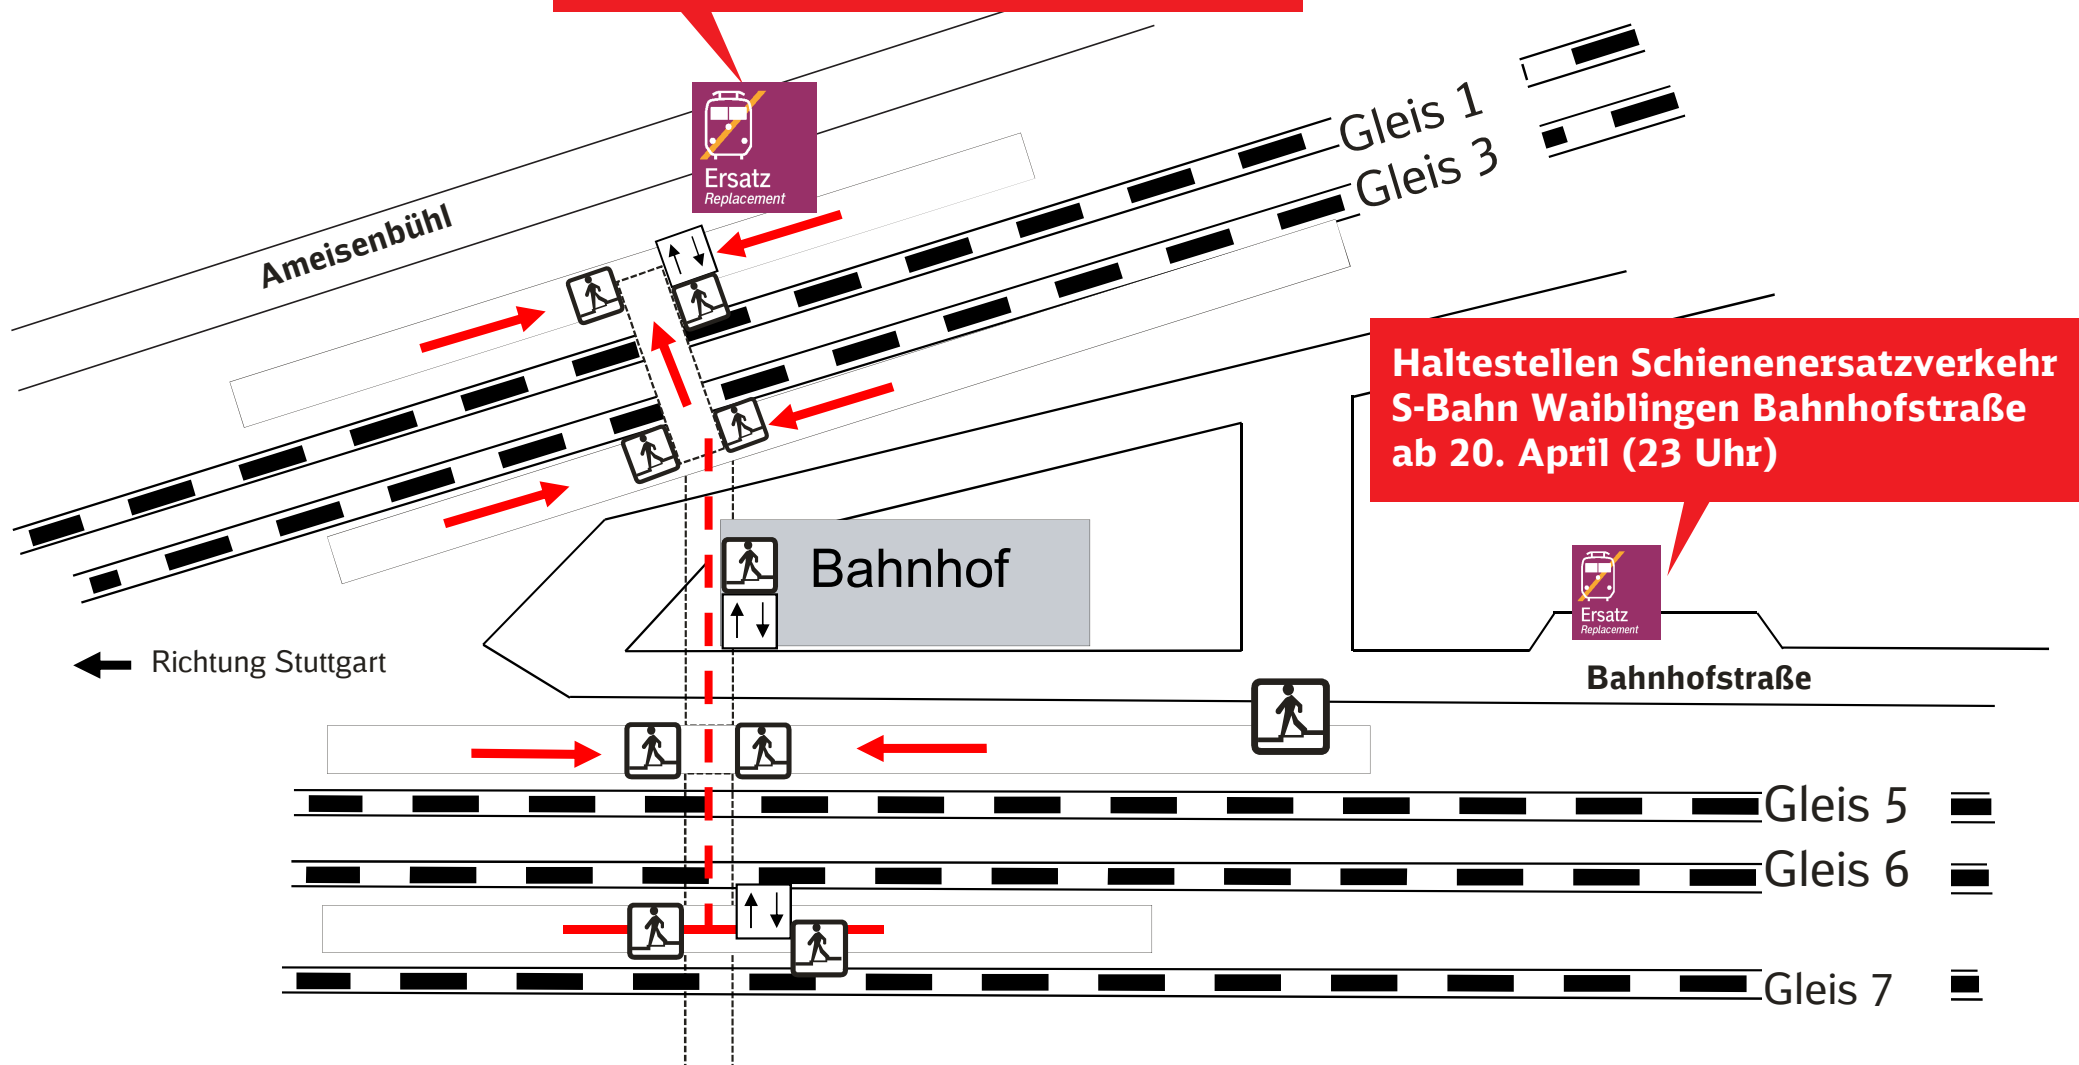 Gleis 1
Gleis 3
Ersatz
Replacement
Ameisenbühl
Haltestellen Schienenersatzverkehr
S-Bahn Waiblingen Bahnhofstraße
ab 20. April (23 Uhr)
Bahnhof
Ersatz
Replacement
Richtung Stuttgart
Bahnhofstraße
Gleis 5
Gleis 6
Gleis 7